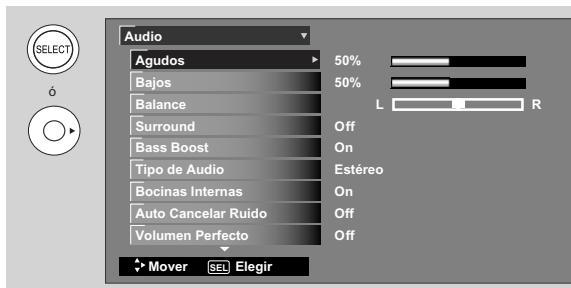 SELECT
ó
Audio
Agudos 50%
Bajos 50%
Balance L R
Surround Off
Bass Boost On
Tipo de Audio Estéreo
Bocinas Internas On
Auto Cancelar Ruido Off
Volumen Perfecto Off
Mover SEL Elegir